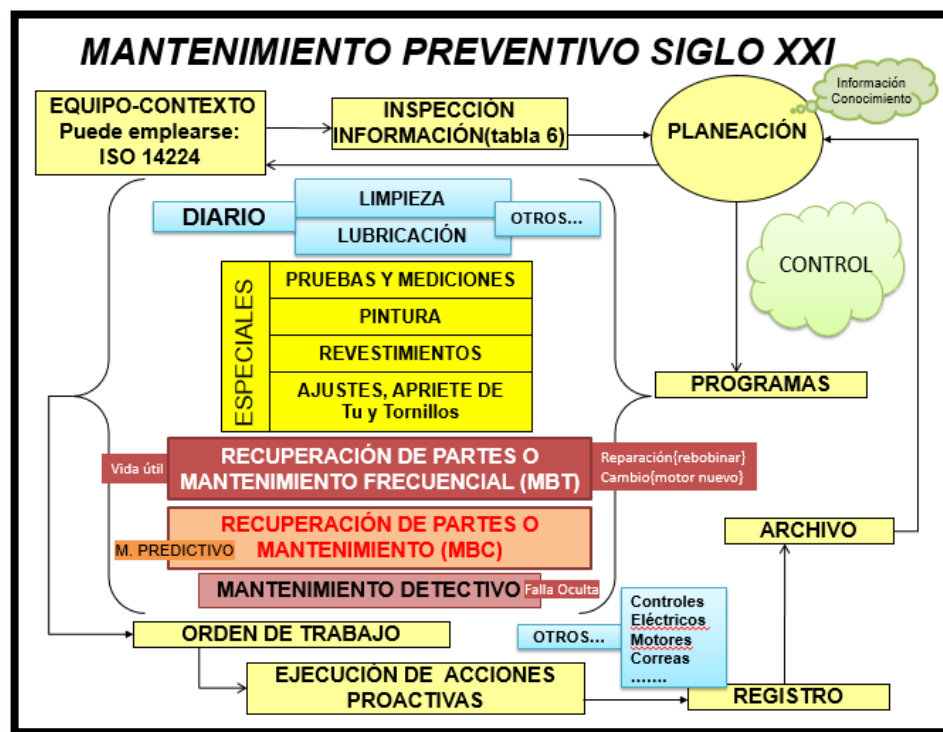 MANTENIMIENTO PREVENTIVO SIGLO XXI
EQUIPO-CONTEXTO
Puede emplearse:
ISO 14224
INSPECCIÓN
INFORMACIÓN(tabla 6)
PLANEACIÓN
Información
Conocimiento
DIARIO
LIMPIEZA
LUBRICACIÓN
OTROS...
CONTROL
ESPECIALES
PRUEBAS Y MEDICIONES
PINTURA
REVESTIMIENTOS
AJUSTES, APRIETE DE
Tu y Tornillos
PROGRAMAS
Vida útil
RECUPERACIÓN DE PARTES O
MANTENIMIENTO FRECUENCIAL (MBT)
Reparación{rebobinar}
Cambio{motor nuevo}
M. PREDICTIVO
RECUPERACIÓN DE PARTES O
MANTENIMIENTO (MBC)
ARCHIVO
MANTENIMIENTO DETECTIVO
Falla Oculta
ORDEN DE TRABAJO
OTROS...
Controles
Eléctricos
Motores
Correas
.......
EJECUCIÓN DE ACCIONES
PROACTIVAS
REGISTRO